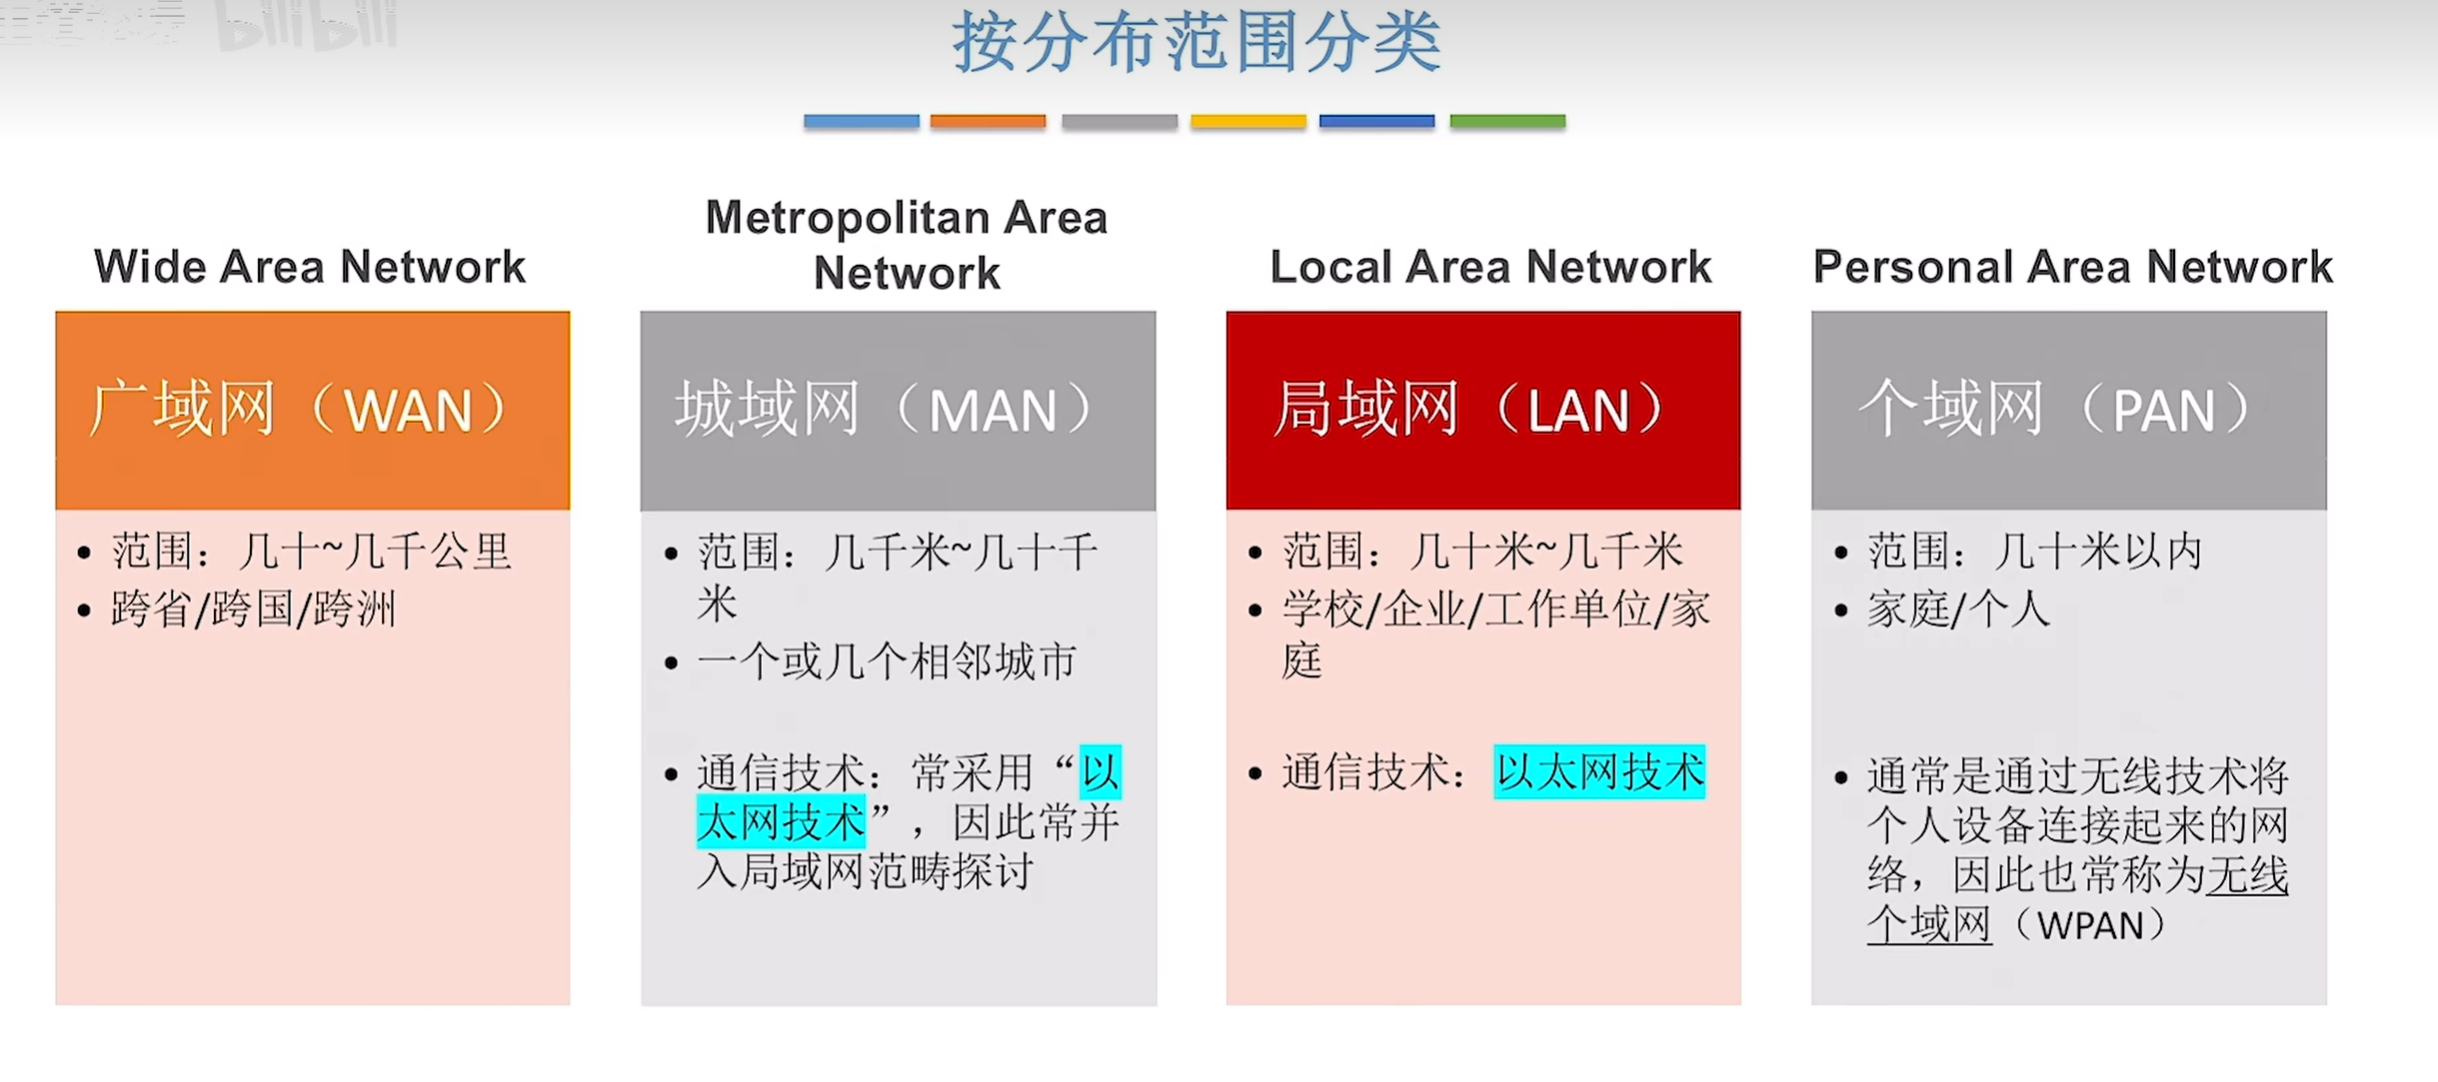 bilibili
按分布范围分类
Wide Area Network
广域网（WAN）
• 范围：几十~几千公里
• 跨省/跨国/跨洲
Metropolitan Area
Network
城域网（MAN）
• 范围：几千米~几十千
米
• 一个或几个相邻城市
• 通信技术：常采用“以
太网技术”，因此常并
入局域网范畴探讨
Local Area Network
局域网（LAN）
• 范围：几十米~几千米
• 学校/企业/工作单位/家
庭
• 通信技术：以太网技术
Personal Area Network
个域网（PAN）
• 范围：几十米以内
• 家庭/个人
• 通常是通过无线技术将
个人设备连接起来的网
络，因此也常称为无线
个域网（WPAN）